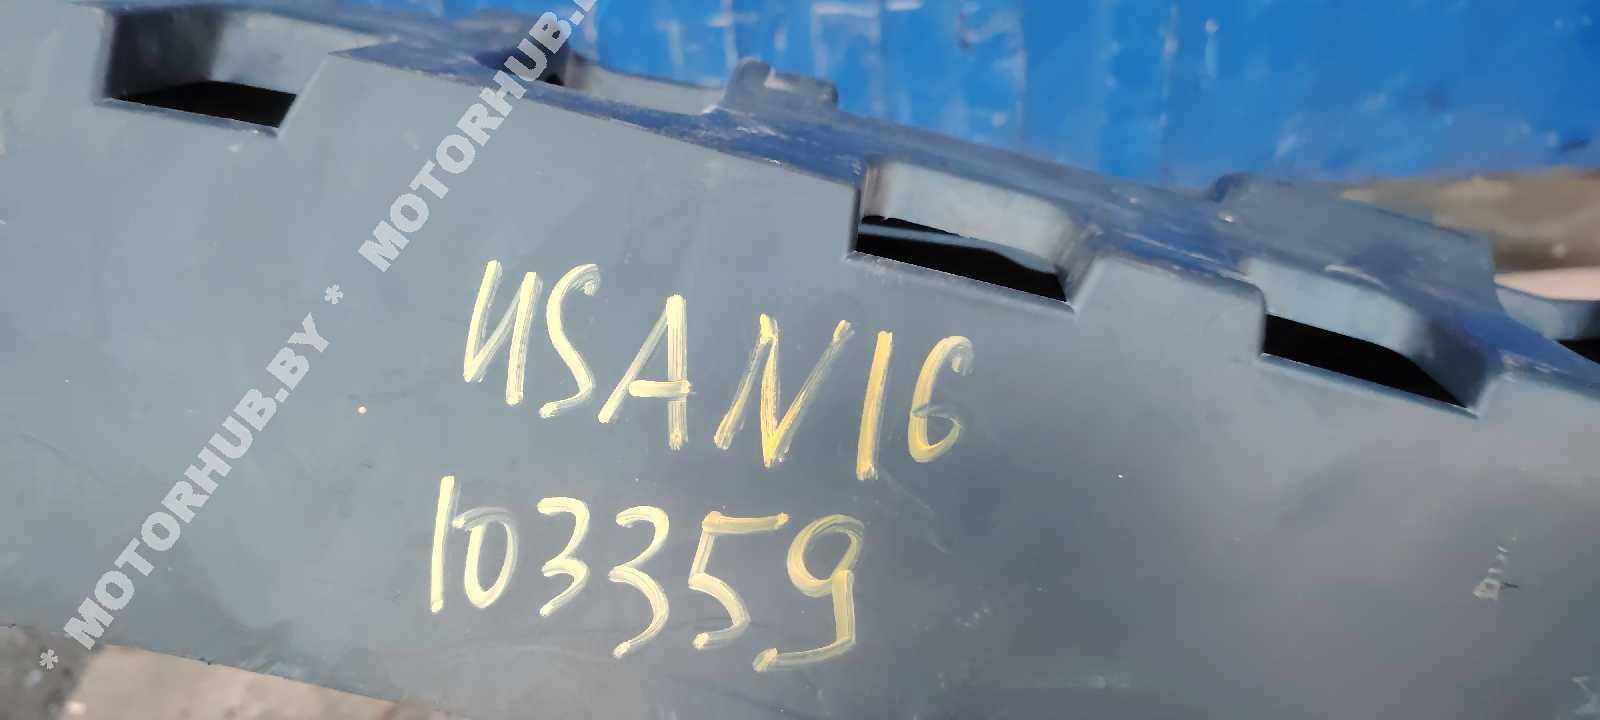 USAN16
103359
* MOTORHUB.BY * MOTORHUB.